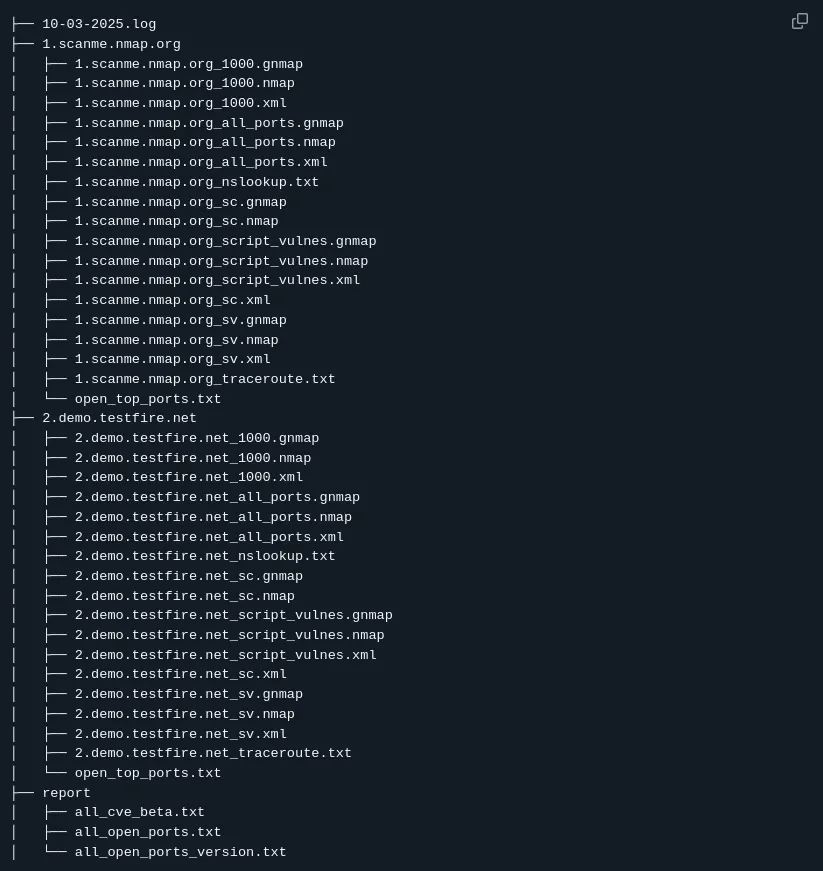 ├── 10-03-2025.log
├── 1.scanme.nmap.org
│   ├── 1.scanme.nmap.org_1000.gnmap
│   ├── 1.scanme.nmap.org_1000.nmap
│   ├── 1.scanme.nmap.org_1000.xml
│   ├── 1.scanme.nmap.org_all_ports.gnmap
│   ├── 1.scanme.nmap.org_all_ports.nmap
│   ├── 1.scanme.nmap.org_all_ports.xml
│   ├── 1.scanme.nmap.org_nslookup.txt
│   ├── 1.scanme.nmap.org_sc.gnmap
│   ├── 1.scanme.nmap.org_sc.nmap
│   ├── 1.scanme.nmap.org_script_vulnes.gnmap
│   ├── 1.scanme.nmap.org_script_vulnes.nmap
│   ├── 1.scanme.nmap.org_script_vulnes.xml
│   ├── 1.scanme.nmap.org_sc.xml
│   ├── 1.scanme.nmap.org_sv.gnmap
│   ├── 1.scanme.nmap.org_sv.nmap
│   ├── 1.scanme.nmap.org_sv.xml
│   ├── 1.scanme.nmap.org_traceroute.txt
│   └── open_top_ports.txt
├── 2.demo.testfire.net
│   ├── 2.demo.testfire.net_1000.gnmap
│   ├── 2.demo.testfire.net_1000.nmap
│   ├── 2.demo.testfire.net_1000.xml
│   ├── 2.demo.testfire.net_all_ports.gnmap
│   ├── 2.demo.testfire.net_all_ports.nmap
│   ├── 2.demo.testfire.net_all_ports.xml
│   ├── 2.demo.testfire.net_nslookup.txt
│   ├── 2.demo.testfire.net_sc.gnmap
│   ├── 2.demo.testfire.net_sc.nmap
│   ├── 2.demo.testfire.net_script_vulnes.gnmap
│   ├── 2.demo.testfire.net_script_vulnes.nmap
│   ├── 2.demo.testfire.net_script_vulnes.xml
│   ├── 2.demo.testfire.net_sc.xml
│   ├── 2.demo.testfire.net_sv.gnmap
│   ├── 2.demo.testfire.net_sv.nmap
│   ├── 2.demo.testfire.net_sv.xml
│   ├── 2.demo.testfire.net_traceroute.txt
│   └── open_top_ports.txt
├── report
│   ├── all_cve_beta.txt
│   ├── all_open_ports.txt
│   └── all_open_ports_version.txt